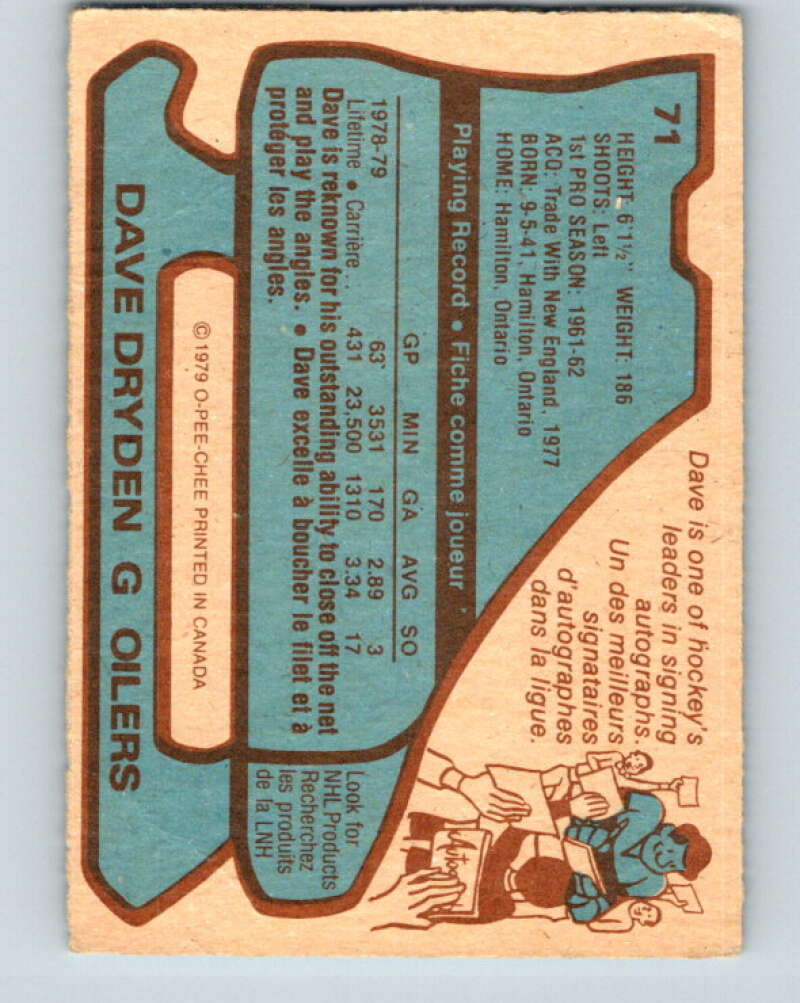 71
HEIGHT: 6'1½" WEIGHT: 186
SHOOTS: Left
1st PRO SEASON: 1961-62
ACQ: Trade With New England, 1977
BORN: 9-5-41, Hamilton, Ontario
HOME: Hamilton, Ontario
Dave is one of hockey's
leaders in signing
autographs.
Un des meilleurs
signataires
d'autographes
dans la ligue.
Playing Record • Fiche comme joueur
GP MIN GA AVG SO
1978-79 63 3531 170 2.89 3
Lifetime • Carrière . . 431 23,500 1310 3.34 17
Dave is reknown for his outstanding ability to close off the net
and play the angles. • Dave excelle à boucher le filet et à
protéger les angles.
Autog
Look for
NHL Products
Recherchez
les produits
de la LNH
© 1979 O-PEE-CHEE PRINTED IN CANADA
DAVE DRYDEN G OILERS